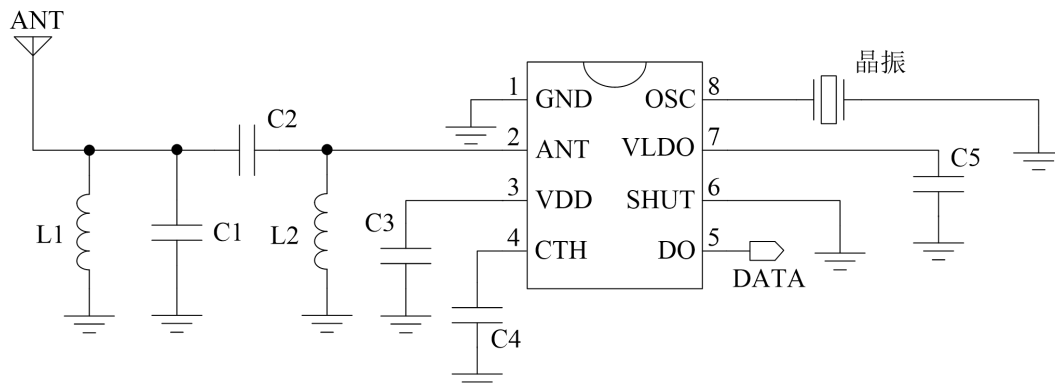 ANT
晶振
C2
1 GND OSC 8
2 ANT VLDO 7
C5
3 VDD SHUT 6
C3
L1 C1 L2
4 CTH DO 5
DATA
C4